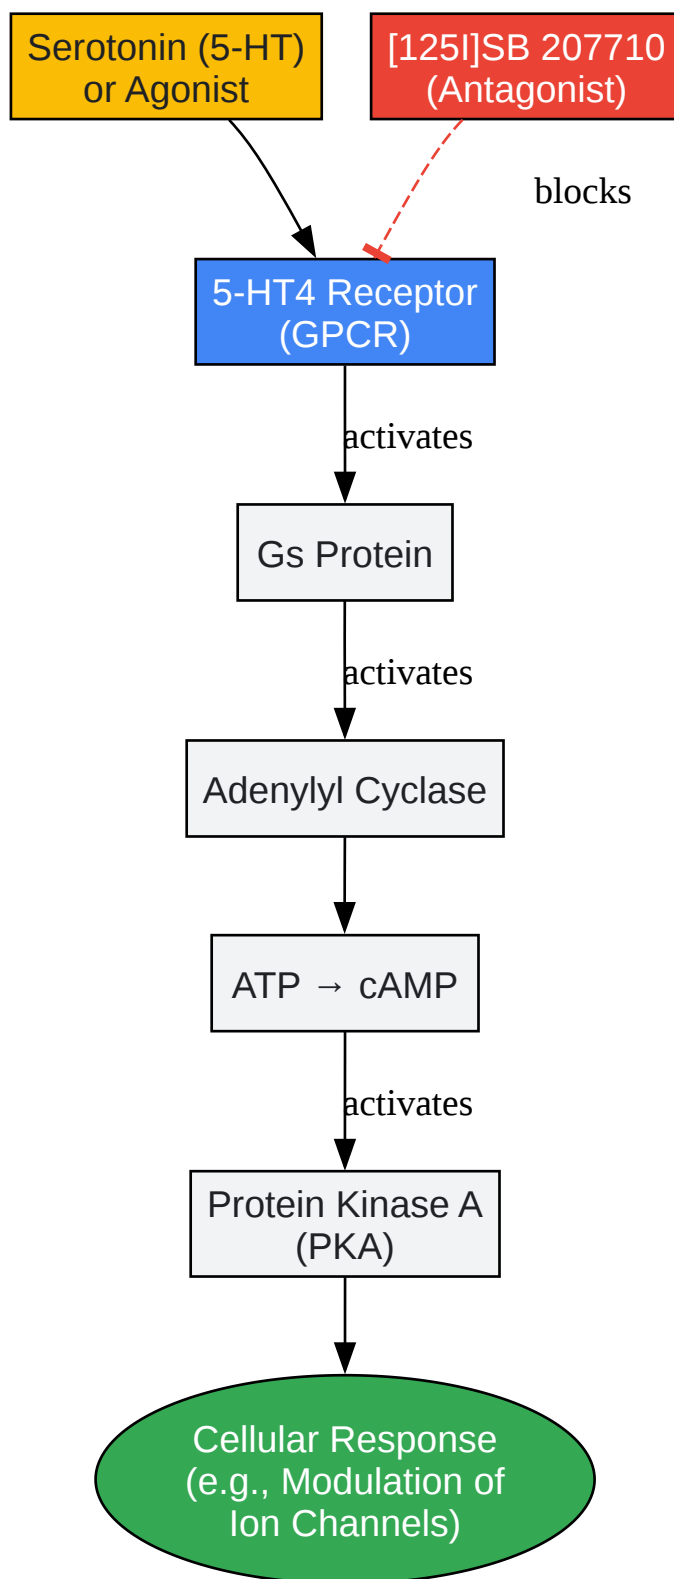 Serotonin (5-HT)
or Agonist
[125I]SB 207710
(Antagonist)
blocks
5-HT4 Receptor
(GPCR)
activates
Gs Protein
activates
Adenylyl Cyclase
ATP → cAMP
activates
Protein Kinase A
(PKA)
Cellular Response
(e.g., Modulation of
Ion Channels)